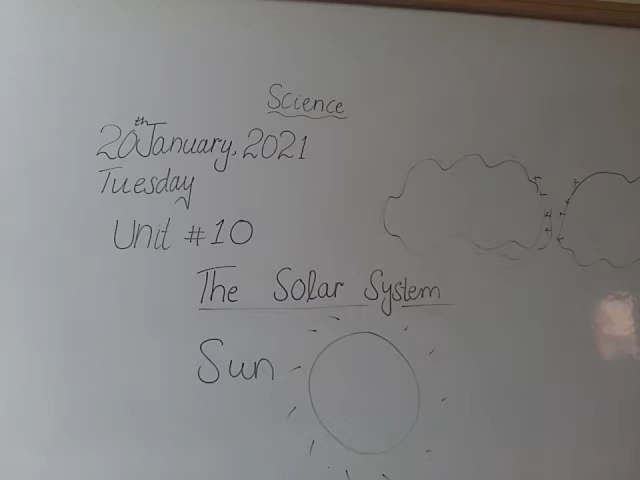 Science
20th January, 2021
Tuesday
Unit #10
The Solar System
Sun